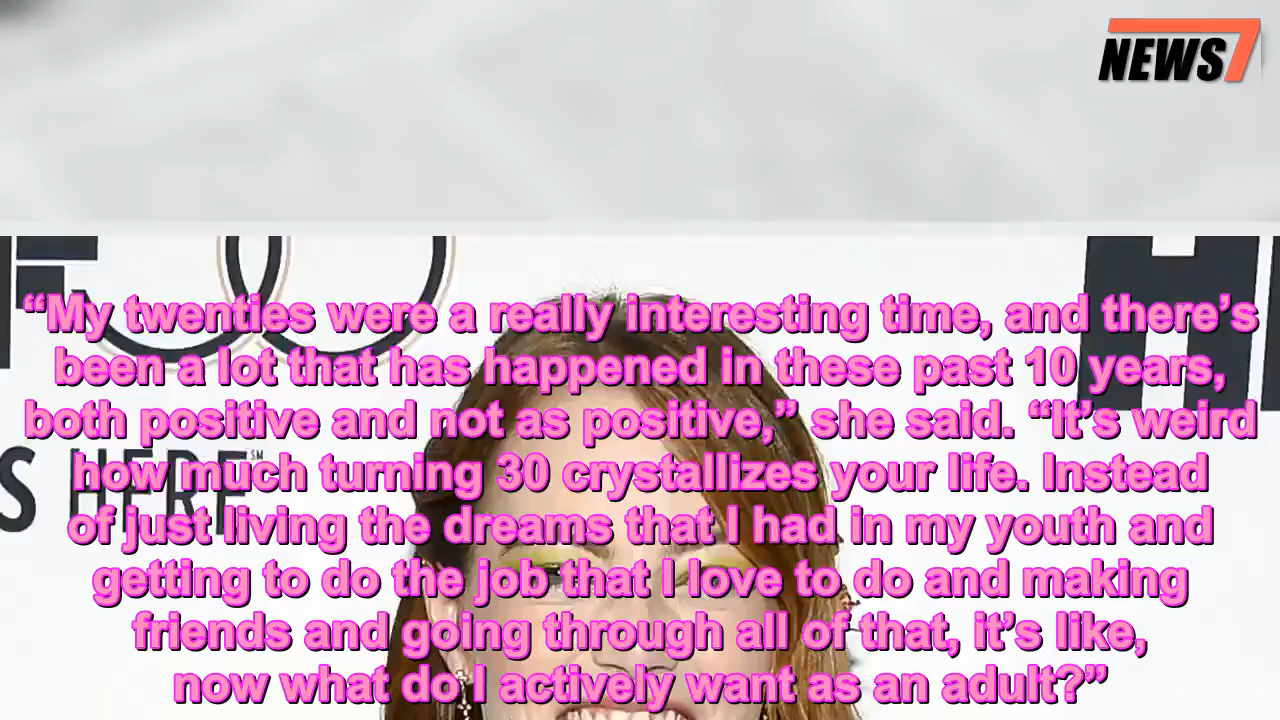 NEWS7
“My twenties were a really interesting time, and there’s
been a lot that has happened in these past 10 years,
both positive and not as positive,” she said. “It’s weird
how much turning 30 crystallizes your life. Instead
of just living the dreams that I had in my youth and
getting to do the job that I love to do and making
friends and going through all of that, it’s like,
now what do I actively want as an adult?”
S HERE℠